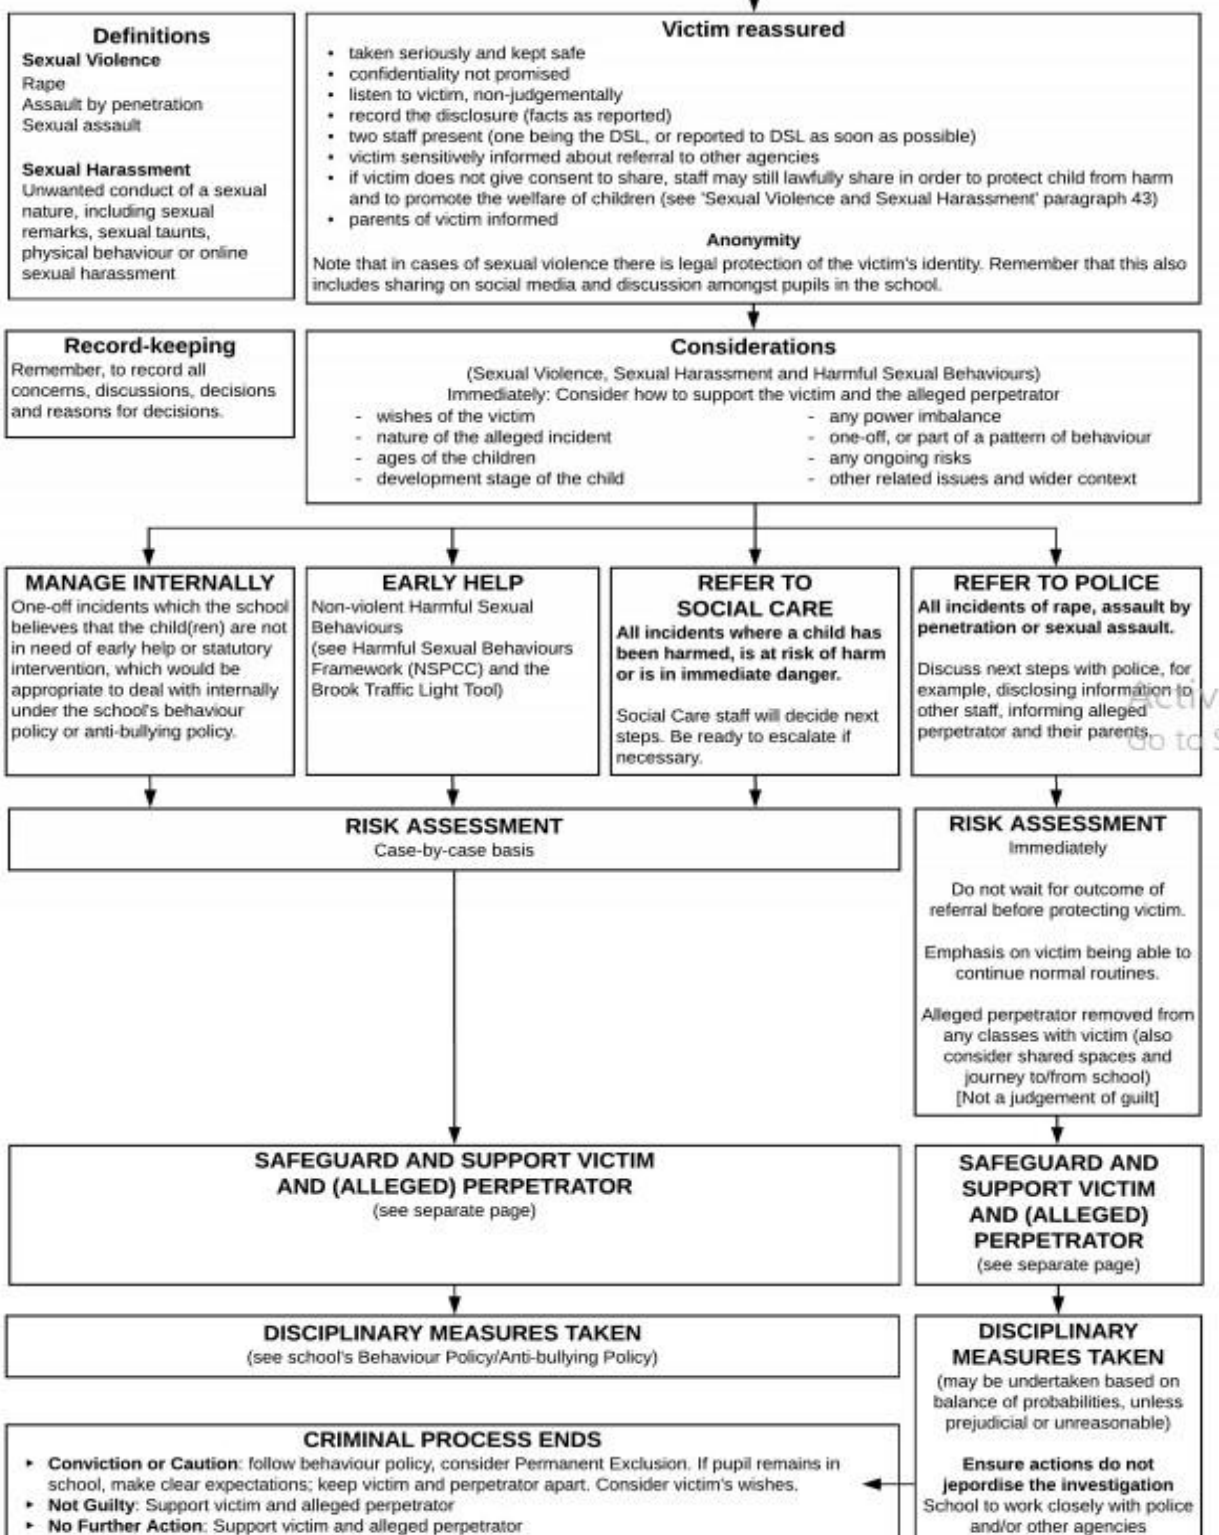 Definitions
Sexual Violence
Rape
Assault by penetration
Sexual assault
Sexual Harassment
Unwanted conduct of a sexual
nature, including sexual
remarks, sexual taunts,
physical behaviour or online
sexual harassment
Victim reassured
• taken seriously and kept safe
• confidentiality not promised
• listen to victim, non-judgementally
• record the disclosure (facts as reported)
• two staff present (one being the DSL, or reported to DSL as soon as possible)
• victim sensitively informed about referral to other agencies
• if victim does not give consent to share, staff may still lawfully share in order to protect child from harm
and to promote the welfare of children (see 'Sexual Violence and Sexual Harassment' paragraph 43)
• parents of victim informed
Anonymity
Note that in cases of sexual violence there is legal protection of the victim's identity. Remember that this also
includes sharing on social media and discussion amongst pupils in the school.
Record-keeping
Remember, to record all
concerns, discussions, decisions
and reasons for decisions.
Considerations
(Sexual Violence, Sexual Harassment and Harmful Sexual Behaviours)
Immediately: Consider how to support the victim and the alleged perpetrator
- wishes of the victim
- nature of the alleged incident
- ages of the children
- development stage of the child
- any power imbalance
- one-off, or part of a pattern of behaviour
- any ongoing risks
- other related issues and wider context
MANAGE INTERNALLY
One-off incidents which the school
believes that the child(ren) are not
in need of early help or statutory
intervention, which would be
appropriate to deal with internally
under the school's behaviour
policy or anti-bullying policy.
EARLY HELP
Non-violent Harmful Sexual
Behaviours
(see Harmful Sexual Behaviours
Framework (NSPCC) and the
Brook Traffic Light Tool)
REFER TO
SOCIAL CARE
All incidents where a child has
been harmed, is at risk of harm
or is in immediate danger.
Social Care staff will decide next
steps. Be ready to escalate if
necessary.
REFER TO POLICE
All incidents of rape, assault by
penetration or sexual assault.
Discuss next steps with police, for
example, disclosing information to
other staff, informing alleged
perpetrator and their parents.
Activ
Go to S
RISK ASSESSMENT
Case-by-case basis
RISK ASSESSMENT
Immediately
Do not wait for outcome of
referral before protecting victim.
Emphasis on victim being able to
continue normal routines.
Alleged perpetrator removed from
any classes with victim (also
consider shared spaces and
journey to/from school)
[Not a judgement of guilt]
SAFEGUARD AND SUPPORT VICTIM
AND (ALLEGED) PERPETRATOR
(see separate page)
SAFEGUARD AND
SUPPORT VICTIM
AND (ALLEGED)
PERPETRATOR
(see separate page)
DISCIPLINARY MEASURES TAKEN
(see school's Behaviour Policy/Anti-bullying Policy)
DISCIPLINARY
MEASURES TAKEN
(may be undertaken based on
balance of probabilities, unless
prejudicial or unreasonable)
Ensure actions do not
jepordise the investigation
School to work closely with police
and/or other agencies
CRIMINAL PROCESS ENDS
‣ Conviction or Caution: follow behaviour policy, consider Permanent Exclusion. If pupil remains in
school, make clear expectations; keep victim and perpetrator apart. Consider victim's wishes.
‣ Not Guilty: Support victim and alleged perpetrator
‣ No Further Action: Support victim and alleged perpetrator